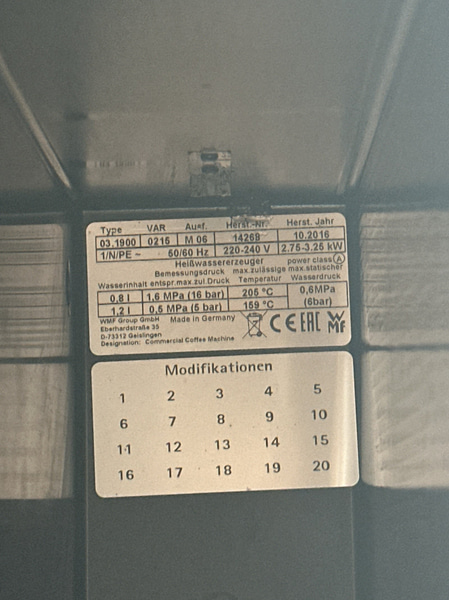 Type VAR Ausf. Herst.-Nr. Herst. Jahr
03.1900 0215 M 06 14268 10.2016
1/N/PE ~ 50/60 Hz 220-240 V 2.75-3.25 kW
Heißwassererzeuger power class A
Bemessungsdruck max.zulässige max.statischer
Wasserinhalt entspr.max.zul.Druck Temperatur Wasserdruck
0,8 l 1,6 MPa (16 bar) 205 °C 0,6MPa
1,2 l 0,5 MPa (5 bar) 159 °C (6bar)
WMF Group GmbH Made in Germany
Eberhardstraße 35
D-73312 Geislingen
Designation: Commercial Coffee Machine
CE EAC WMF
Modifikationen
1 2 3 4 5
6 7 8 9 10
11 12 13 14 15
16 17 18 19 20